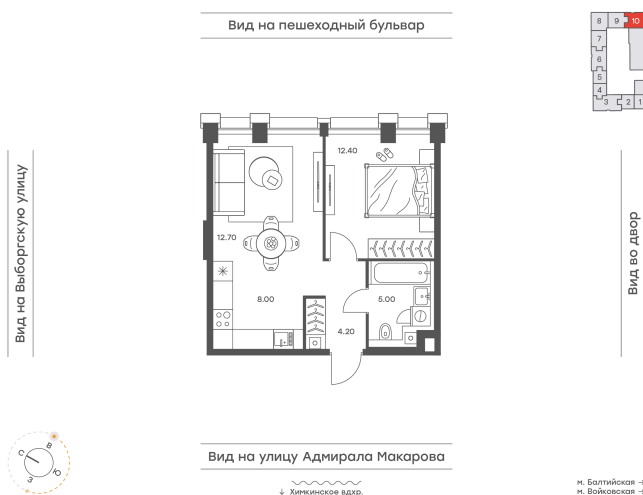 Вид на пешеходный бульвар
8 9 10
7
6
5
4
3 2 1
Вид на Выборгскую улицу
Вид во двор
12.40
12.70
8.00
5.00
4.20
Вид на улицу Адмирала Макарова
С В
З Ю
↓ Химкинское вдхр.
м. Балтийская
м. Войковская